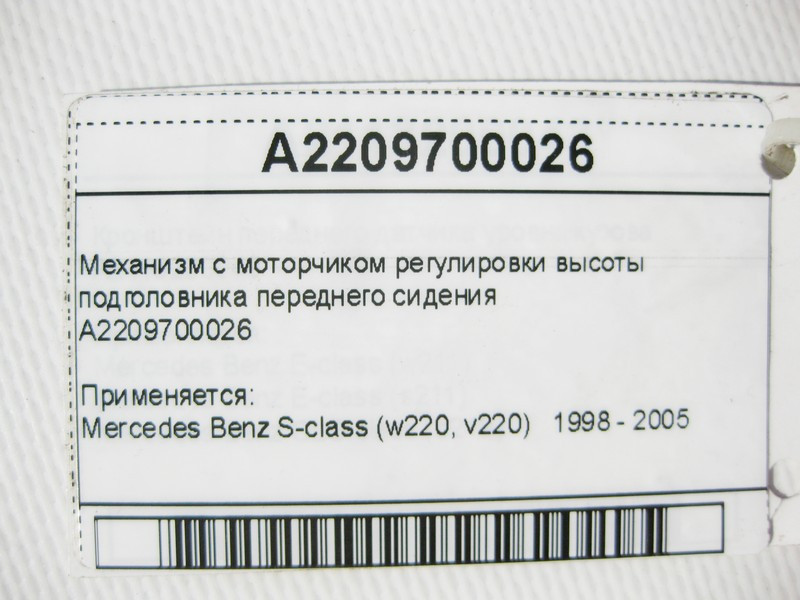 A2209700026
Механизм с моторчиком регулировки высоты
подголовника переднего сидения
A2209700026
Применяется:
Mercedes Benz S-class (w220, v220) 1998 - 2005